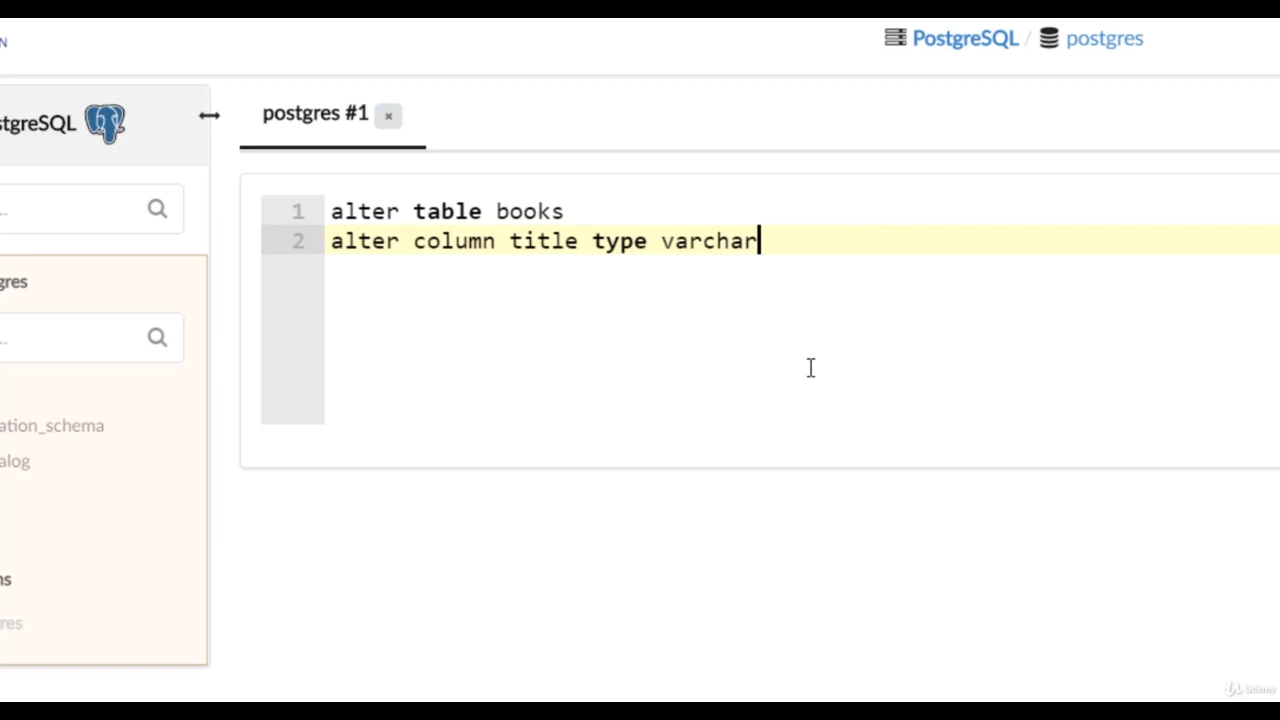 N
PostgreSQL / postgres
stgreSQL
postgres #1 ×
..
1 alter table books
2 alter column title type varchar
gres
..
ation_schema
alog
ns
res
Udemy